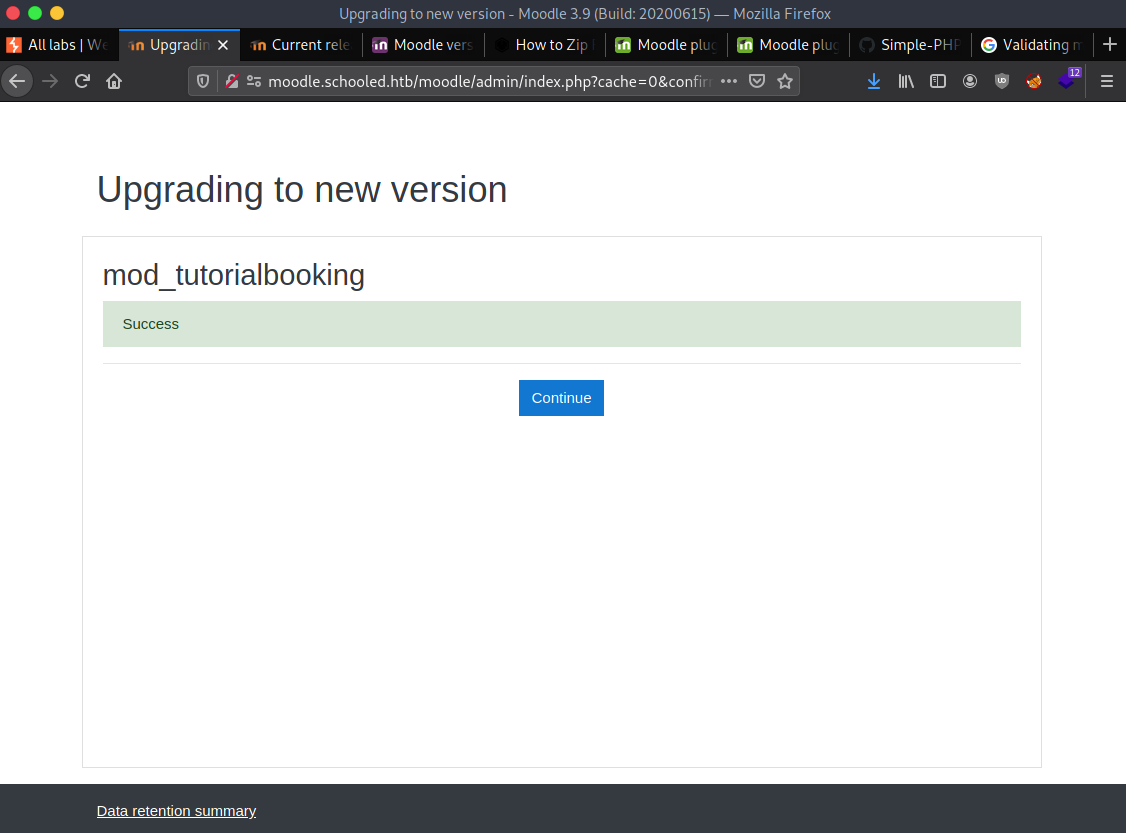 Upgrading to new version - Moodle 3.9 (Build: 20200615) — Mozilla Firefox
All labs | We
Upgradin
Current rele
Moodle vers
How to Zip
Moodle plug
Moodle plug
Simple-PHP
Validating m
moodle.schooled.htb/moodle/admin/index.php?cache=0&confir
12
Upgrading to new version
mod_tutorialbooking
Success
Continue
Data retention summary